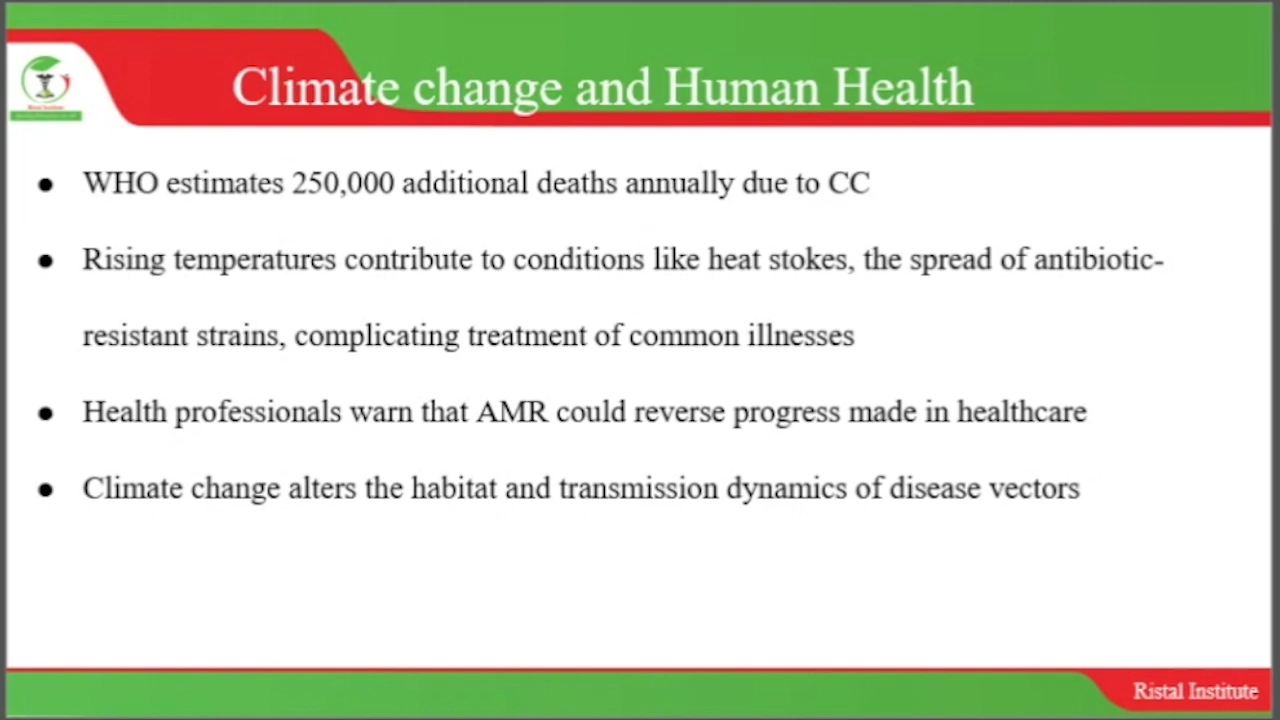 Climate change and Human Health
Ristal Institute
● WHO estimates 250,000 additional deaths annually due to CC
● Rising temperatures contribute to conditions like heat stokes, the spread of antibiotic-
resistant strains, complicating treatment of common illnesses
● Health professionals warn that AMR could reverse progress made in healthcare
● Climate change alters the habitat and transmission dynamics of disease vectors
Ristal Institute